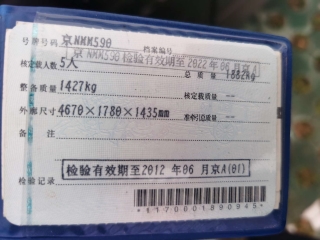 号牌号码 京NMM590 档案编号
京NMM590 检验有效期至2022年06月京A
核定载人数 5人 总质量 1882kg
整备质量 1427kg 核定载质量 --
外廓尺寸 4670×1780×1435mm 准牵引总质量 --
备注
检验有效期至2012年06月京A(01)
检验记录
*1170001890945*